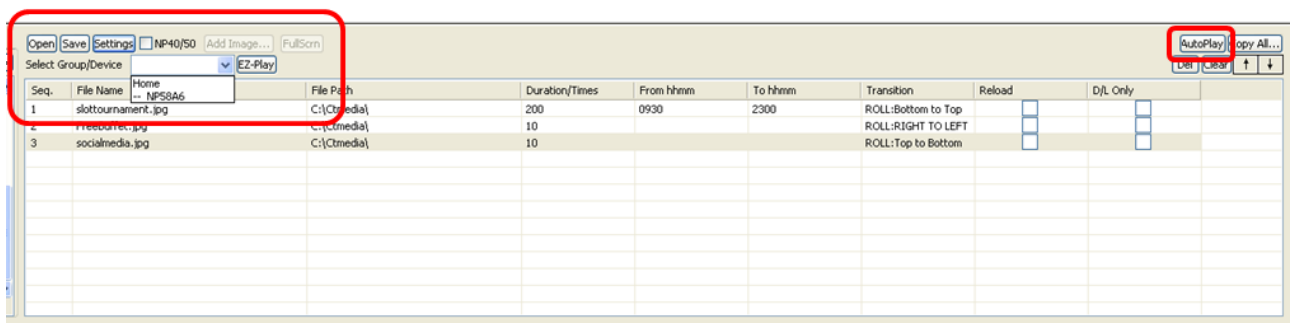 Open Save Settings NP40/50 Add Image... FullScrn AutoPlay opy All...
Select Group/Device EZ-Play Del Clear
Home
-- NPS8A6
Seq. File Name File Path Duration/Times From hhmm To hhmm Transition Reload D/L Only
1 slottournament.jpg C:\Ctmedia\ 200 0930 2300 ROLL:Bottom to Top
2 Freebuffet.jpg C:\Ctmedia\ 10 ROLL:RIGHT TO LEFT
3 socialmedia.jpg C:\Ctmedia\ 10 ROLL:Top to Bottom